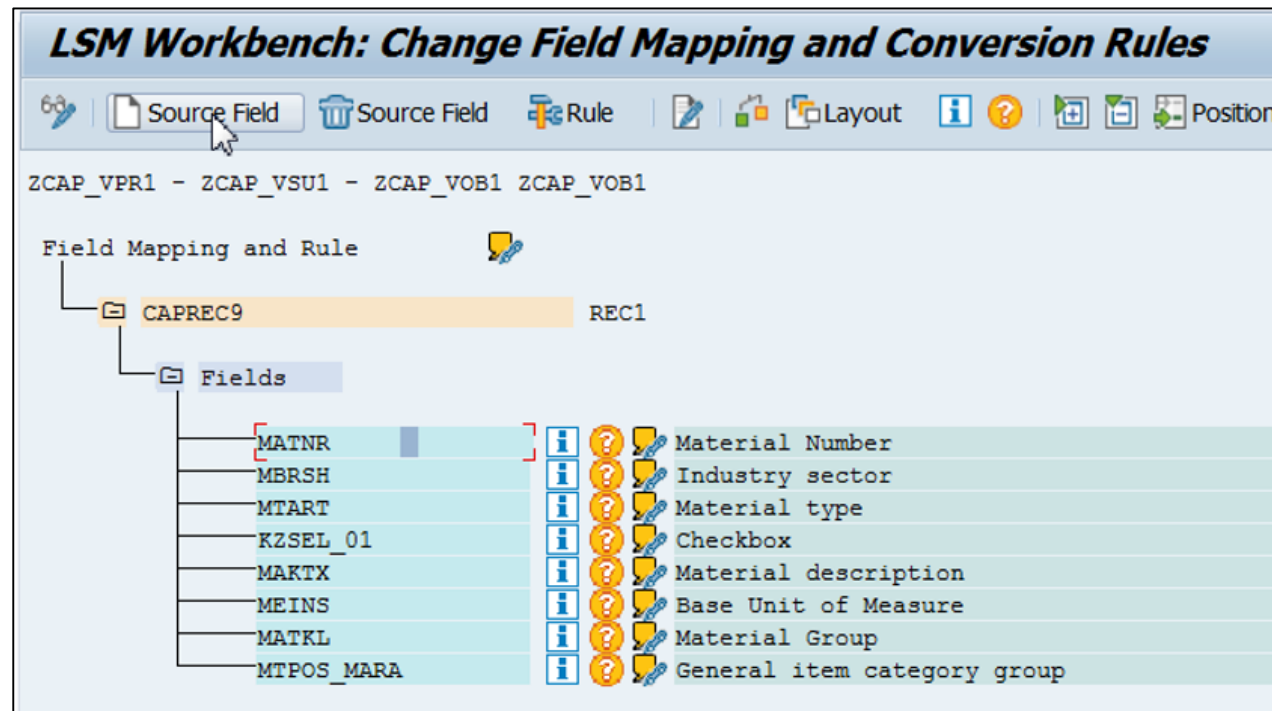 LSM Workbench: Change Field Mapping and Conversion Rules
Source Field Source Field Rule Layout Position
ZCAP_VPR1 - ZCAP_VSU1 - ZCAP_VOB1 ZCAP_VOB1
Field Mapping and Rule
CAPREC9 REC1
Fields
MATNR Material Number
MBRSH Industry sector
MTART Material type
KZSEL_01 Checkbox
MAKTX Material description
MEINS Base Unit of Measure
MATKL Material Group
MTPOS_MARA General item category group